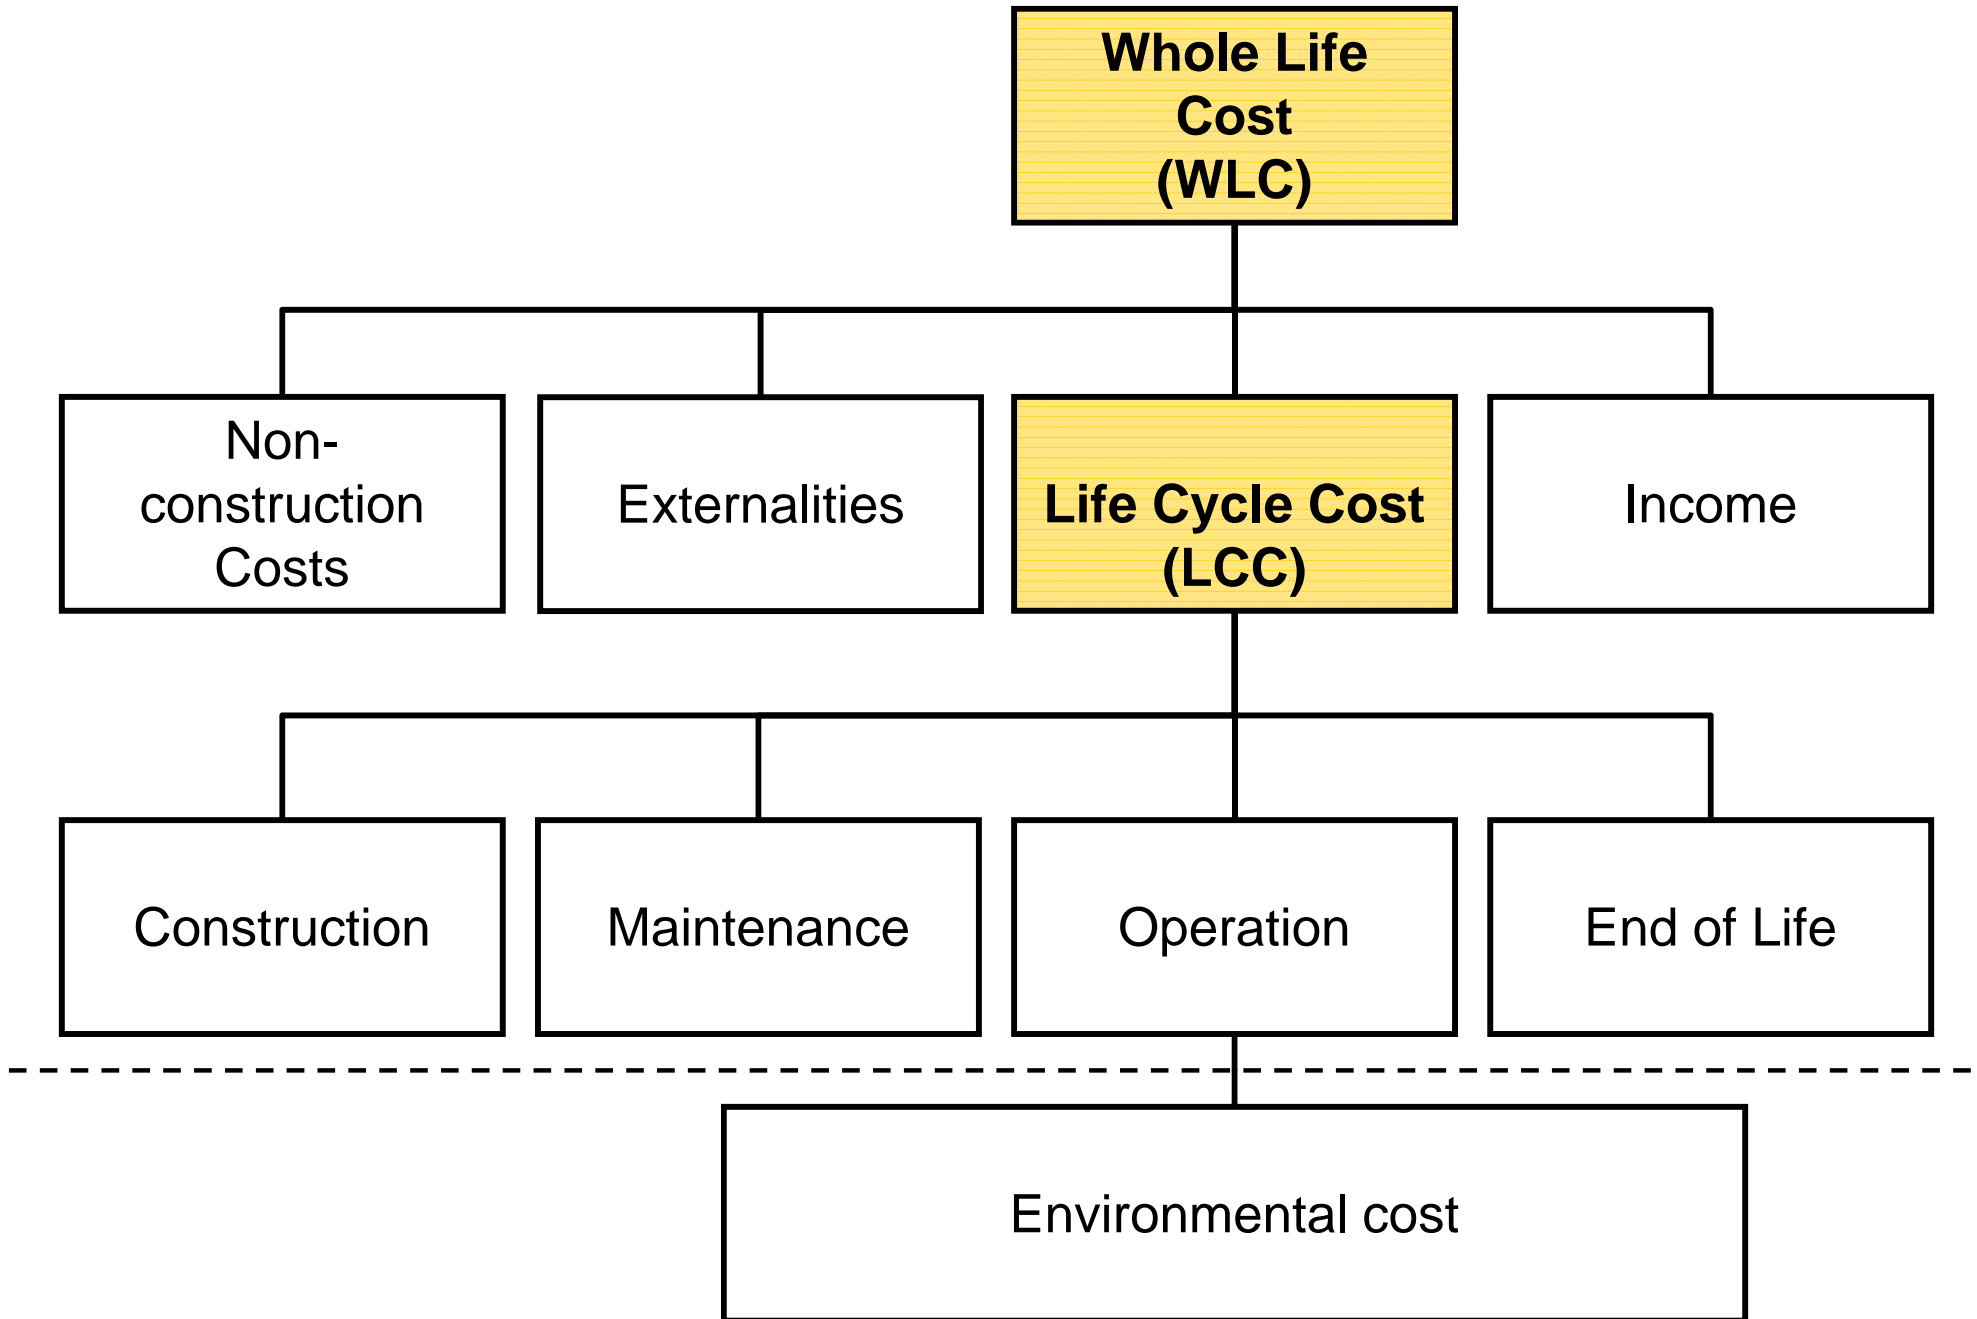 Whole Life
Cost
(WLC)
Non-
construction
Costs
Externalities
Life Cycle Cost
(LCC)
Income
Construction
Maintenance
Operation
End of Life
Environmental cost